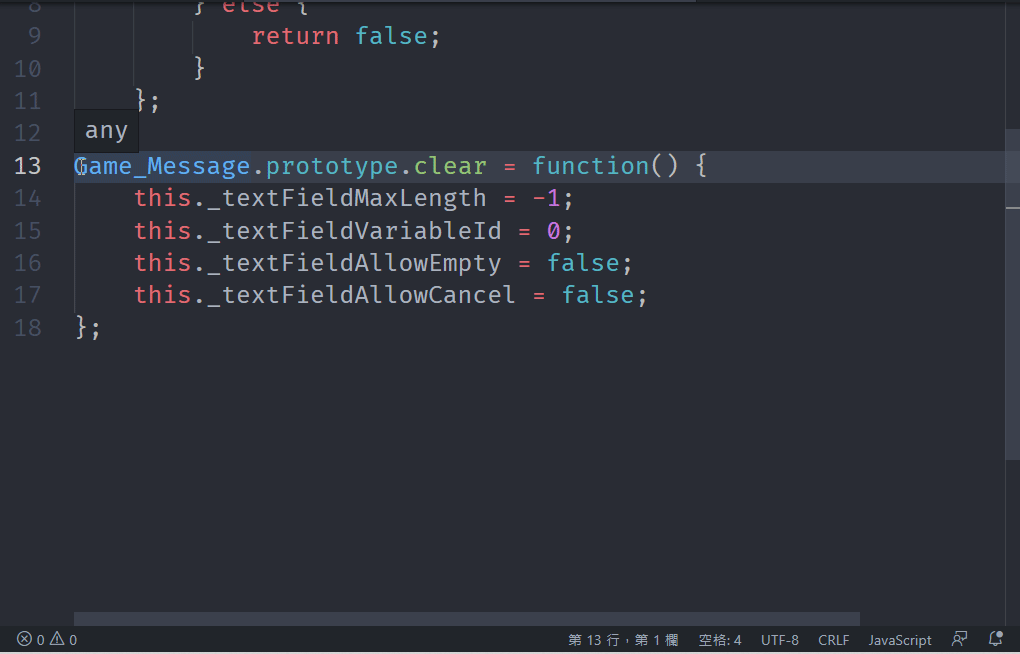 8        } else {
9            return false;
10        }
11    };
12
any
13 Game_Message.prototype.clear = function() {
14    this._textFieldMaxLength = -1;
15    this._textFieldVariableId = 0;
16    this._textFieldAllowEmpty = false;
17    this._textFieldAllowCancel = false;
18 };
0 0 第 13 行，第 1 欄 空格: 4 UTF-8 CRLF JavaScript